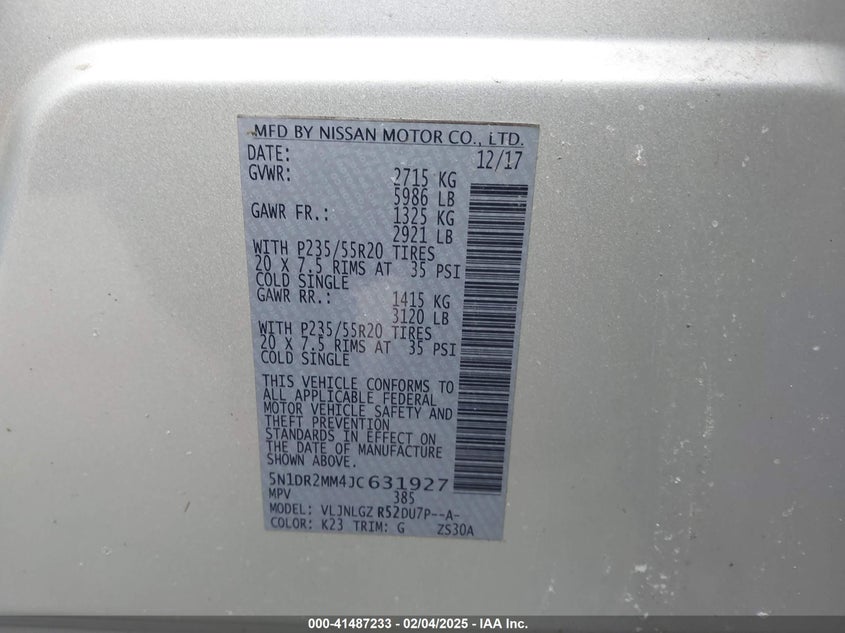 MFD BY NISSAN MOTOR CO., LTD.
DATE: 12/17
GVWR: 2715 KG
5986 LB
GAWR FR.: 1325 KG
2921 LB
WITH P235/55R20 TIRES
20 X 7.5 RIMS AT 35 PSI
COLD SINGLE
GAWR RR.: 1415 KG
3120 LB
WITH P235/55R20 TIRES
20 X 7.5 RIMS AT 35 PSI
COLD SINGLE
THIS VEHICLE CONFORMS TO
ALL APPLICABLE FEDERAL
MOTOR VEHICLE SAFETY AND
THEFT PREVENTION
STANDARDS IN EFFECT ON
THE DATE OF MANUFACTURE
SHOWN ABOVE.
5N1DR2MM4JC631927
MPV 385
MODEL: VLJNLGZ R52DU7P--A-
COLOR: K23 TRIM: G ZS30A
000-41487233 - 02/04/2025 - IAA Inc.